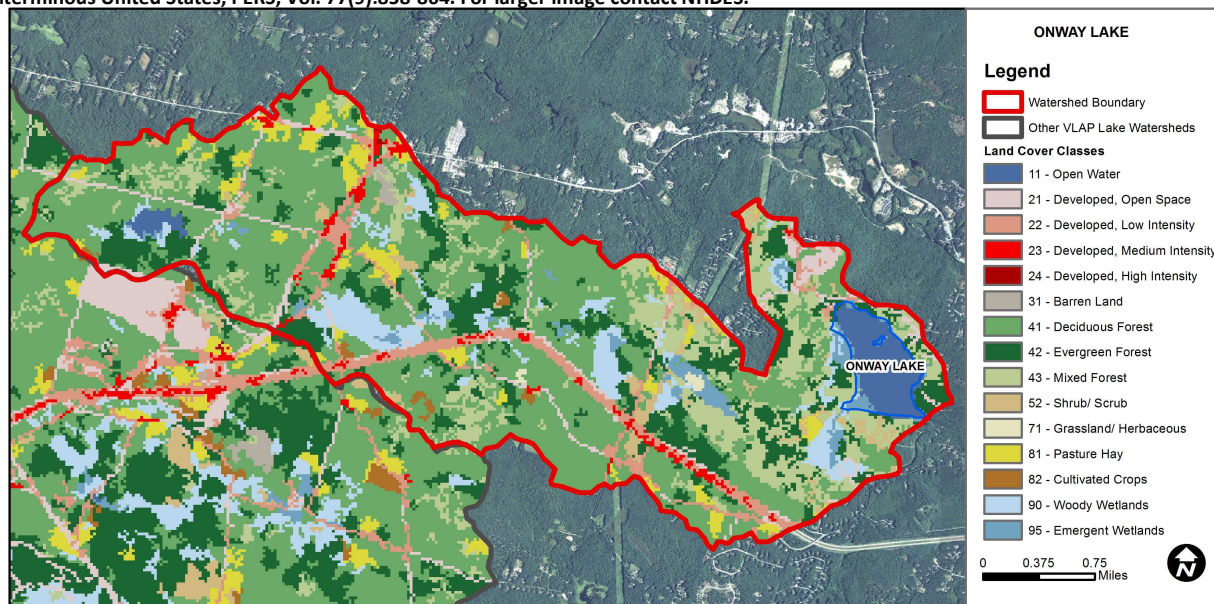 terminous United States, PERS, Vol. 77(9):858-864. For larger image contact NHDES.
ONWAY LAKE
Legend
Watershed Boundary
Other VLAP Lake Watersheds
Land Cover Classes
11 - Open Water
21 - Developed, Open Space
22 - Developed, Low Intensity
23 - Developed, Medium Intensity
24 - Developed, High Intensity
31 - Barren Land
41 - Deciduous Forest
42 - Evergreen Forest
43 - Mixed Forest
52 - Shrub/ Scrub
71 - Grassland/ Herbaceous
81 - Pasture Hay
82 - Cultivated Crops
90 - Woody Wetlands
95 - Emergent Wetlands
0 0.375 0.75
Miles
N
ONWAY LAKE